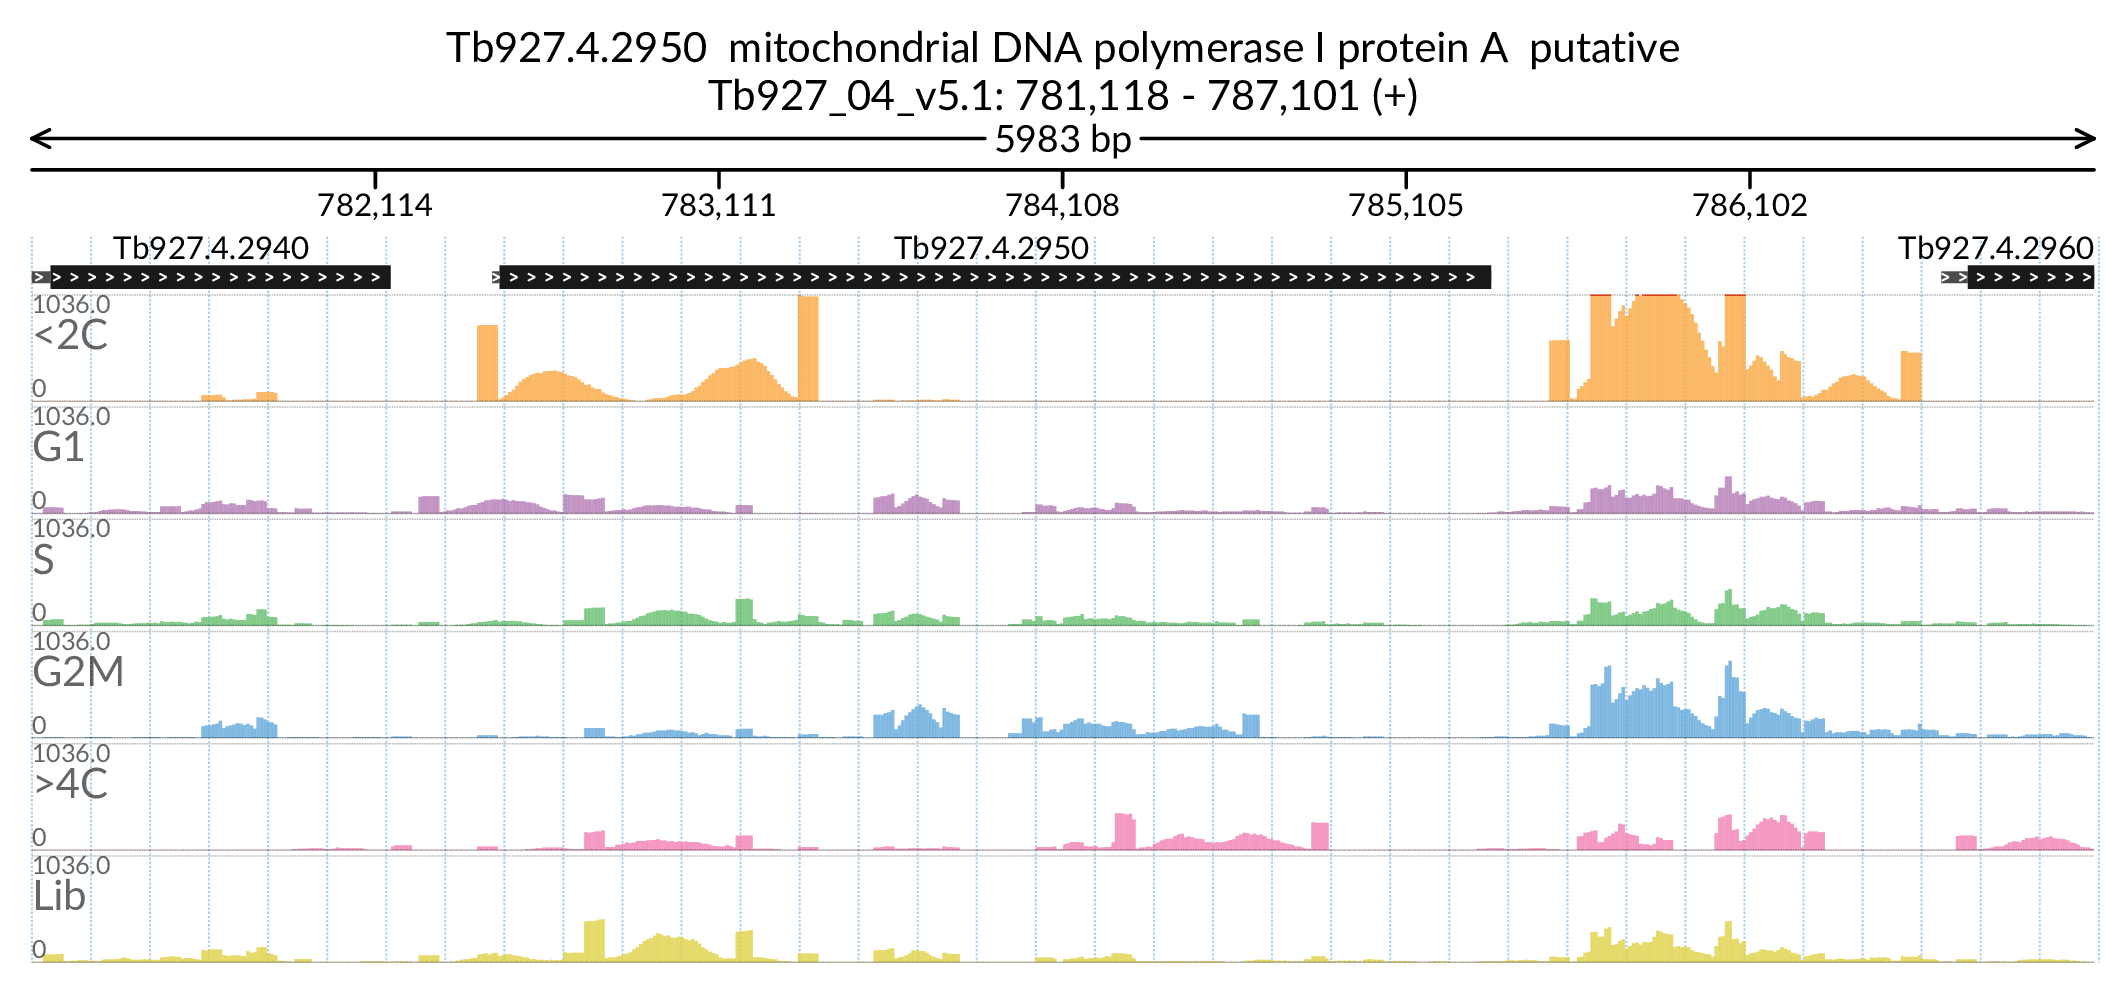 Tb927.4.2950  mitochondrial DNA polymerase I protein A  putative
Tb927_04_v5.1: 781,118 - 787,101 (+)
5983 bp
782,114 783,111 784,108 785,105 786,102
Tb927.4.2940 Tb927.4.2950 Tb927.4.2960
1036.0
<2C
0
1036.0
G1
0
1036.0
S
0
1036.0
G2M
0
1036.0
>4C
0
1036.0
Lib
0